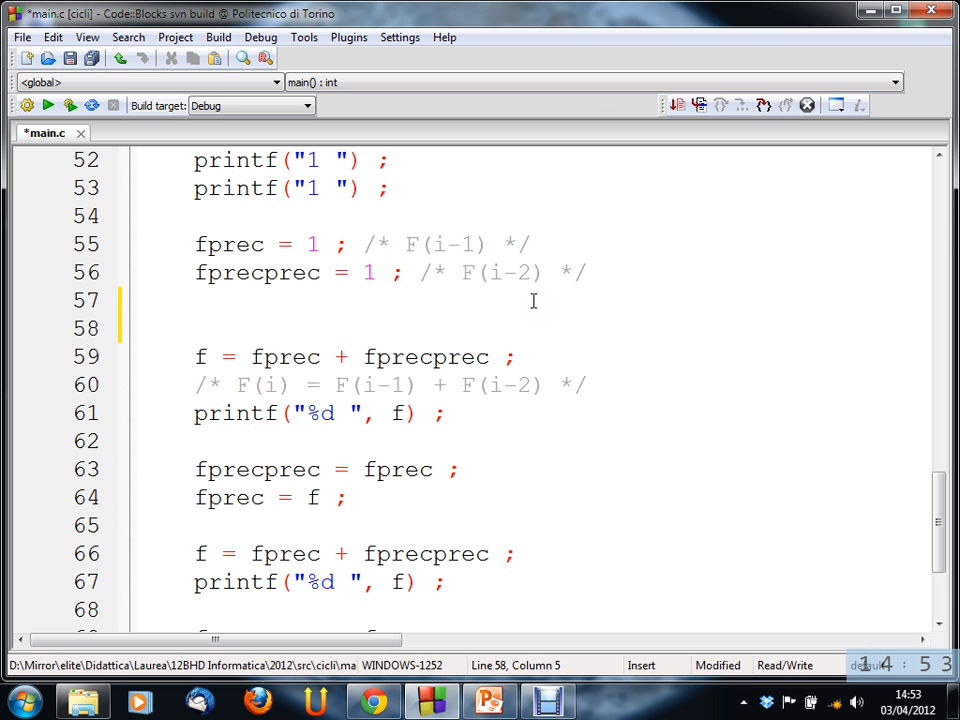 *main.c [cicli] - Code::Blocks svn build @ Politecnico di Torino
File Edit View Search Project Build Debug Tools Plugins Settings Help
<global> main() : int
Build target: Debug
*main.c
52 printf("1 ") ;
53 printf("1 ") ;
54
55 fprec = 1 ; /* F(i-1) */
56 fprecprec = 1 ; /* F(i-2) */
57
58
59 f = fprec + fprecprec ;
60 /* F(i) = F(i-1) + F(i-2) */
61 printf("%d ", f) ;
62
63 fprecprec = fprec ;
64 fprec = f ;
65
66 f = fprec + fprecprec ;
67 printf("%d ", f) ;
68
D:\Mirror\elite\Didattica\Laurea\12BHD Informatica\2012\src\cicli\ma WINDOWS-1252 Line 58, Column 5 Insert Modified Read/Write 14:53
14:53
03/04/2012